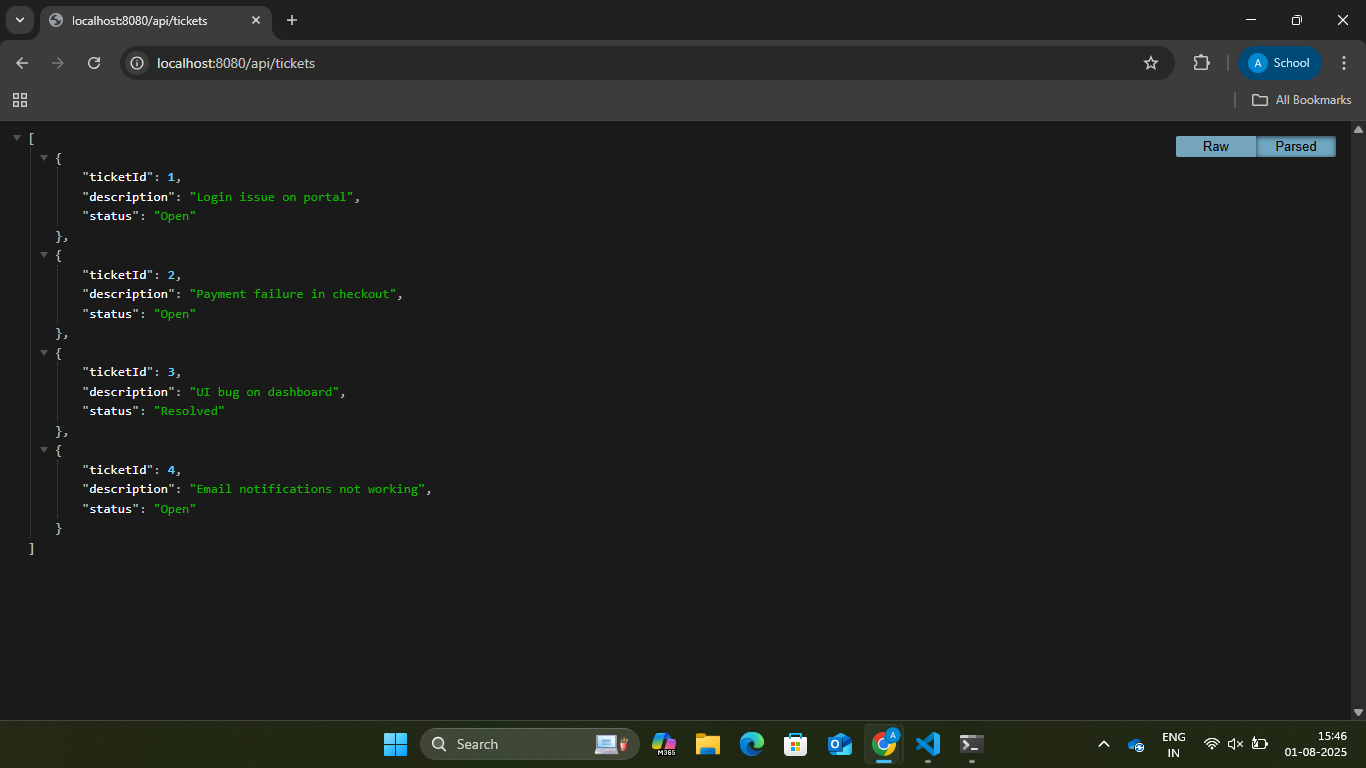 localhost:8080/api/tickets
localhost:8080/api/tickets
A School
All Bookmarks
Raw Parsed
[
{
"ticketId": 1,
"description": "Login issue on portal",
"status": "Open"
},
{
"ticketId": 2,
"description": "Payment failure in checkout",
"status": "Open"
},
{
"ticketId": 3,
"description": "UI bug on dashboard",
"status": "Resolved"
},
{
"ticketId": 4,
"description": "Email notifications not working",
"status": "Open"
}
]
Search
M365
A
ENG
IN
15:46
01-08-2025